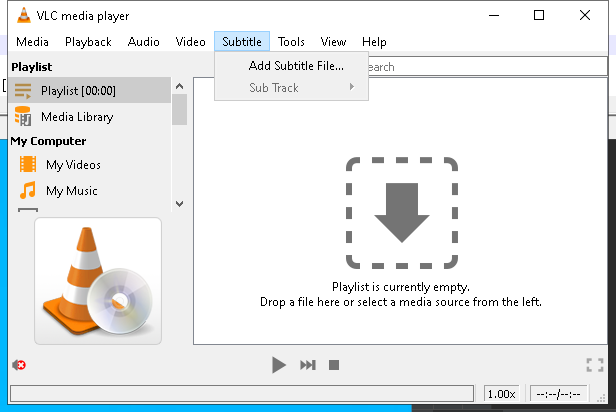 VLC media player
Media Playback Audio Video Subtitle Tools View Help
Playlist
Add Subtitle File...
Sub Track
Playlist [00:00]
Media Library
My Computer
My Videos
My Music
Playlist is currently empty.
Drop a file here or select a media source from the left.
1.00x
--:--/--:--